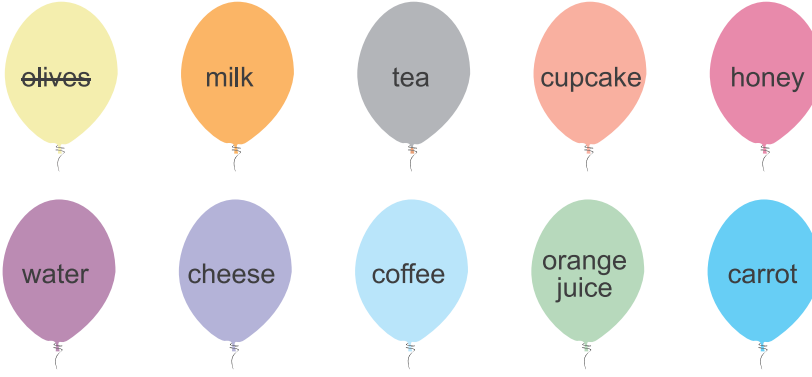 olives
milk
tea
cupcake
honey
water
cheese
coffee
orange
juice
carrot